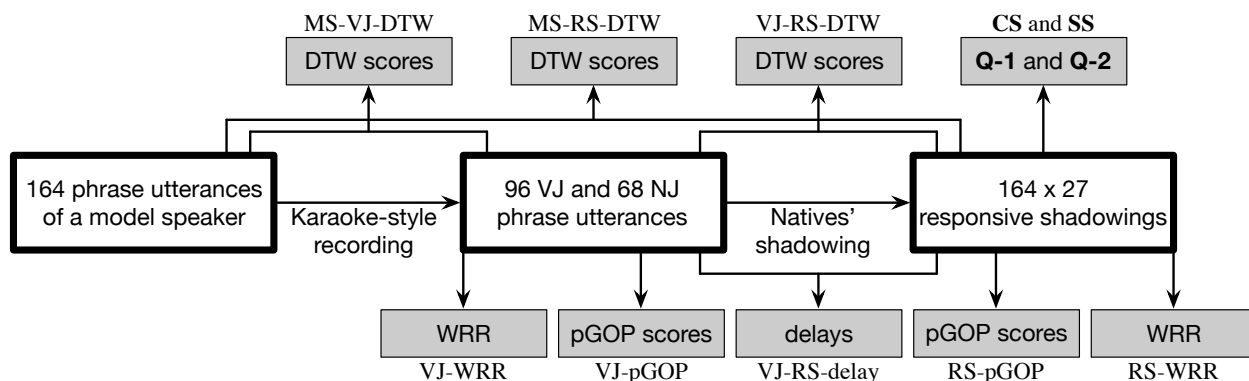 MS-VJ-DTW
MS-RS-DTW
VJ-RS-DTW
CS and SS
DTW scores
DTW scores
DTW scores
Q-1 and Q-2
164 phrase utterances
of a model speaker
Karaoke-style
recording
96 VJ and 68 NJ
phrase utterances
Natives'
shadowing
164 x 27
responsive shadowings
WRR
pGOP scores
delays
pGOP scores
WRR
VJ-WRR
VJ-pGOP
VJ-RS-delay
RS-pGOP
RS-WRR